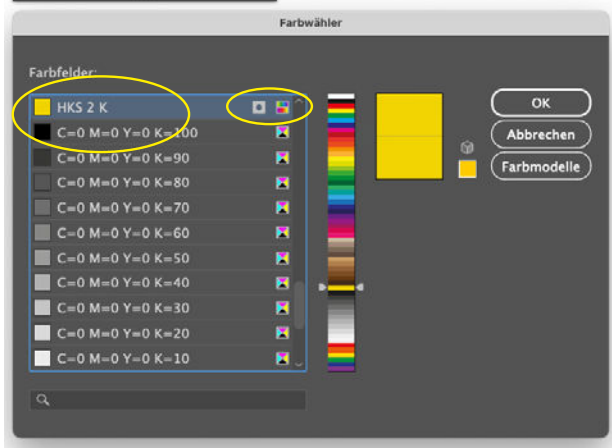 Farbwähler
Farbfelder:
HKS 2 K
C=0 M=0 Y=0 K=100
C=0 M=0 Y=0 K=90
C=0 M=0 Y=0 K=80
C=0 M=0 Y=0 K=70
C=0 M=0 Y=0 K=60
C=0 M=0 Y=0 K=50
C=0 M=0 Y=0 K=40
C=0 M=0 Y=0 K=30
C=0 M=0 Y=0 K=20
C=0 M=0 Y=0 K=10
OK
Abbrechen
Farbmodelle